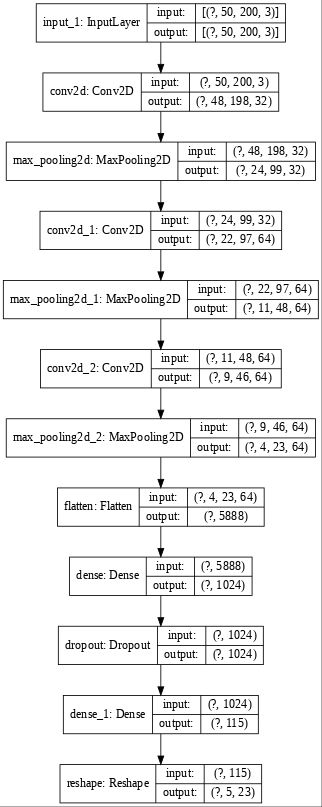 input_1: InputLayer input: [(?, 50, 200, 3)]
output: [(?, 50, 200, 3)]
conv2d: Conv2D input: (?, 50, 200, 3)
output: (?, 48, 198, 32)
max_pooling2d: MaxPooling2D input: (?, 48, 198, 32)
output: (?, 24, 99, 32)
conv2d_1: Conv2D input: (?, 24, 99, 32)
output: (?, 22, 97, 64)
max_pooling2d_1: MaxPooling2D input: (?, 22, 97, 64)
output: (?, 11, 48, 64)
conv2d_2: Conv2D input: (?, 11, 48, 64)
output: (?, 9, 46, 64)
max_pooling2d_2: MaxPooling2D input: (?, 9, 46, 64)
output: (?, 4, 23, 64)
flatten: Flatten input: (?, 4, 23, 64)
output: (?, 5888)
dense: Dense input: (?, 5888)
output: (?, 1024)
dropout: Dropout input: (?, 1024)
output: (?, 1024)
dense_1: Dense input: (?, 1024)
output: (?, 115)
reshape: Reshape input: (?, 115)
output: (?, 5, 23)